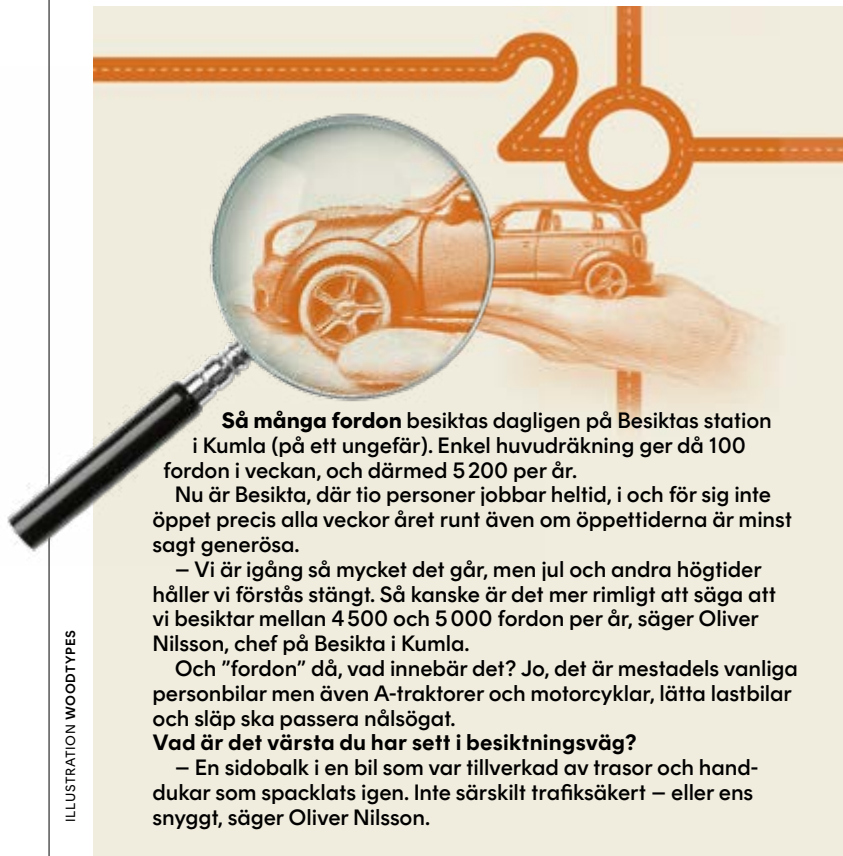 20
Så många fordon besiktas dagligen på Besiktas station
i Kumla (på ett ungefär). Enkel huvudräkning ger då 100
fordon i veckan, och därmed 5 200 per år.
Nu är Besikta, där tio personer jobbar heltid, i och för sig inte
öppet precis alla veckor året runt även om öppettiderna är minst
sagt generösa.
– Vi är igång så mycket det går, men jul och andra högtider
håller vi förstås stängt. Så kanske är det mer rimligt att säga att
vi besiktar mellan 4 500 och 5 000 fordon per år, säger Oliver
Nilsson, chef på Besikta i Kumla.
Och ”fordon” då, vad innebär det? Jo, det är mestadels vanliga
personbilar men även A-traktorer och motorcyklar, lätta lastbilar
och släp ska passera nålsögat.
Vad är det värsta du har sett i besiktningsväg?
– En sidobalk i en bil som var tillverkad av trasor och hand-
dukar som spacklats igen. Inte särskilt trafiksäkert – eller ens
snyggt, säger Oliver Nilsson.
ILLUSTRATION WOODTYPES